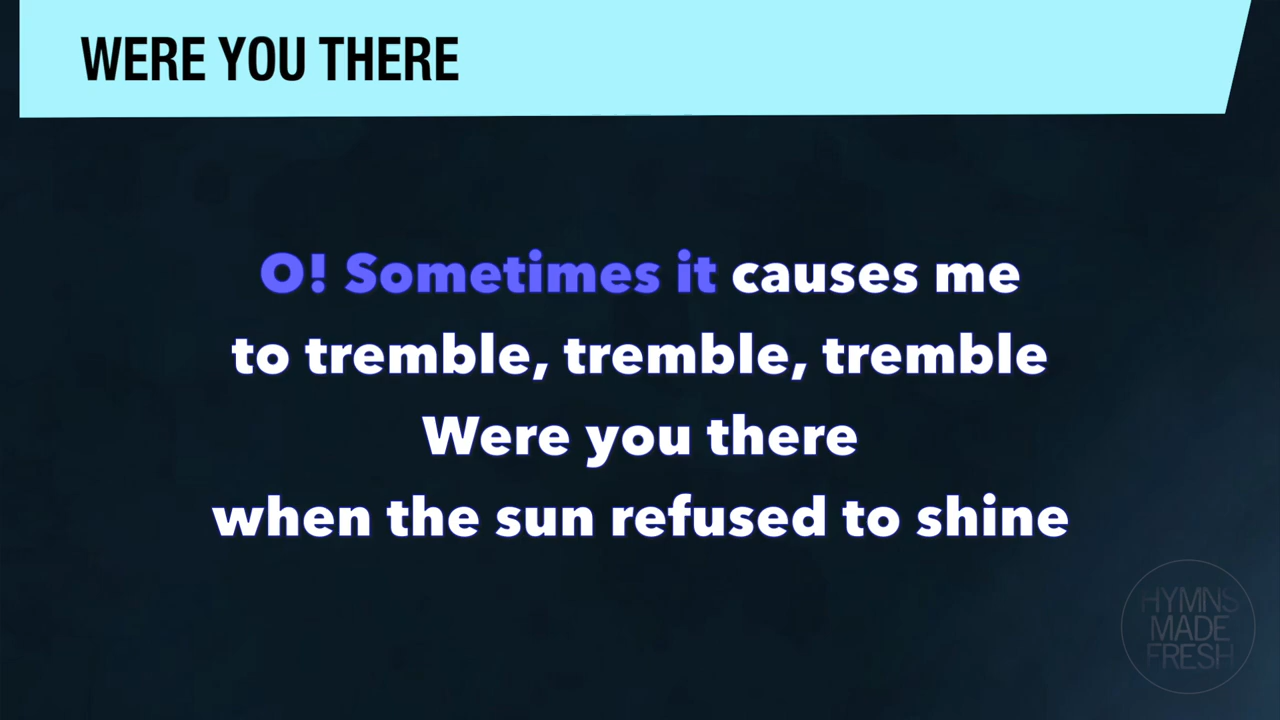 WERE YOU THERE
O! Sometimes it causes me
to tremble, tremble, tremble
Were you there
when the sun refused to shine
HYMNS
MADE
FRESH